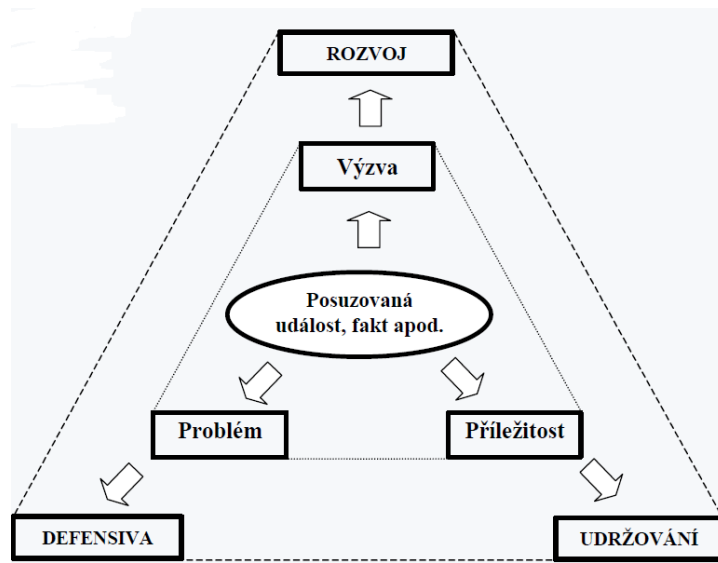 ROZVOJ
Výzva
Posuzovaná
událost, fakt apod.
Problém
Příležitost
DEFENSIVA
UDRŽOVÁNÍ